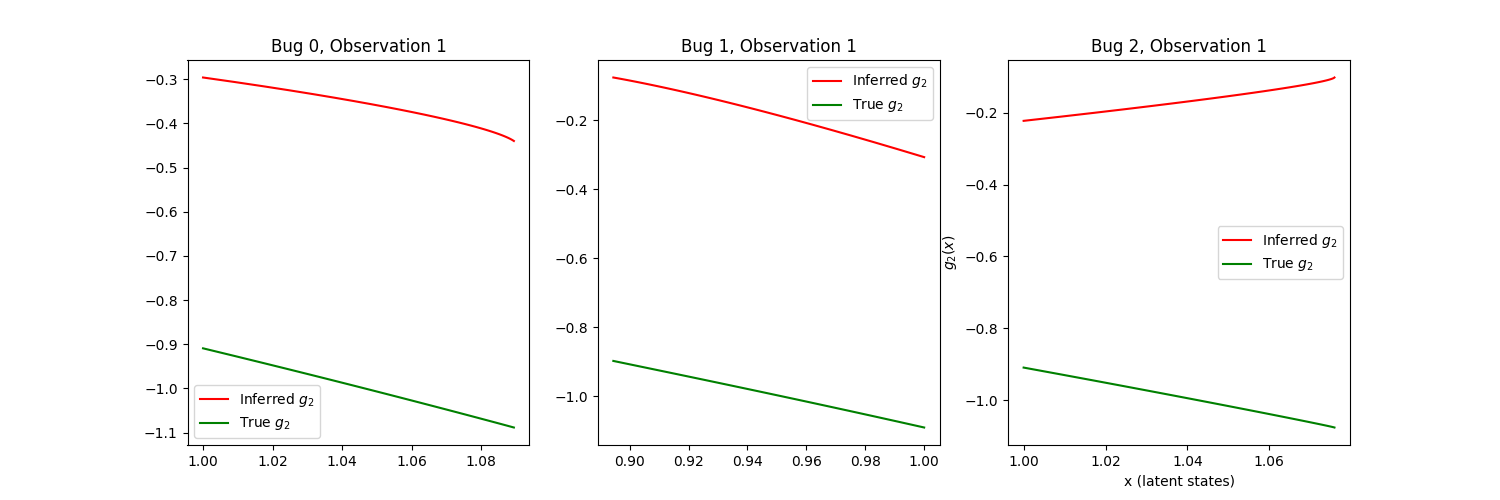 Bug 0, Observation 1
−0.3
−0.4
−0.5
−0.6
−0.7
−0.8
−0.9
−1.0
−1.1
Inferred g₂
True g₂
1.00 1.02 1.04 1.06 1.08
Bug 1, Observation 1
−0.2
−0.4
−0.6
−0.8
−1.0
Inferred g₂
True g₂
0.90 0.92 0.94 0.96 0.98 1.00
Bug 2, Observation 1
g₂(x)
−0.2
−0.4
−0.6
−0.8
−1.0
Inferred g₂
True g₂
1.00 1.02 1.04 1.06
x (latent states)